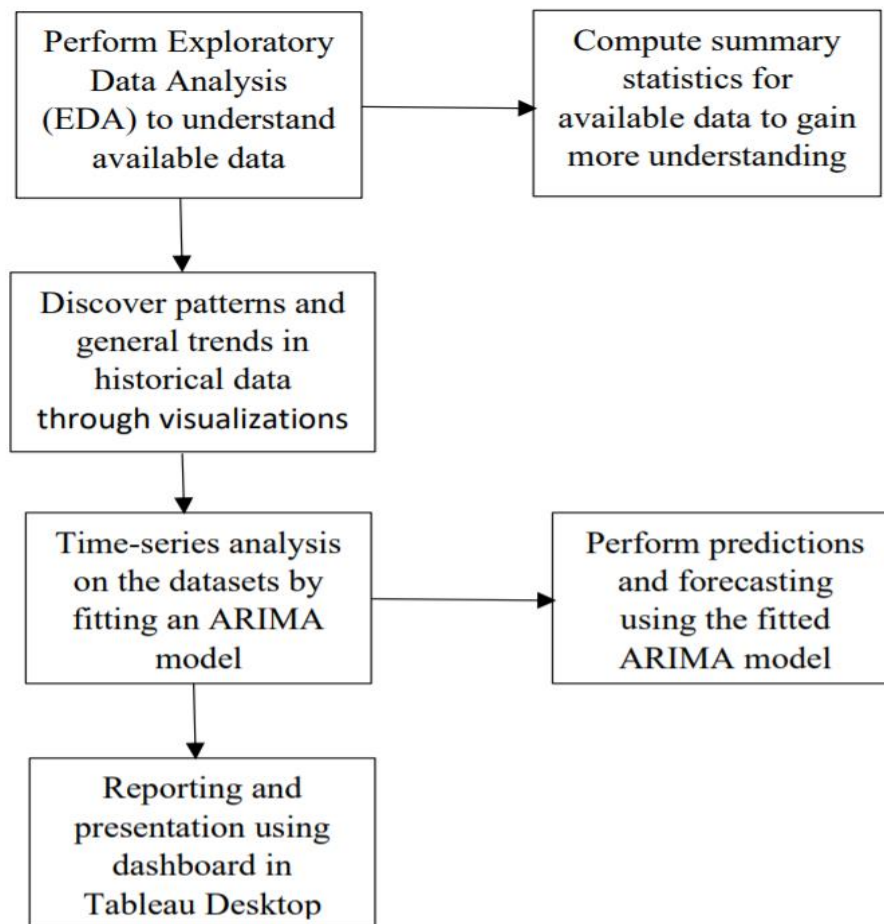 Perform Exploratory
Data Analysis
(EDA) to understand
available data
Compute summary
statistics for
available data to gain
more understanding
Discover patterns and
general trends in
historical data
through visualizations
Time-series analysis
on the datasets by
fitting an ARIMA
model
Perform predictions
and forecasting
using the fitted
ARIMA model
Reporting and
presentation using
dashboard in
Tableau Desktop